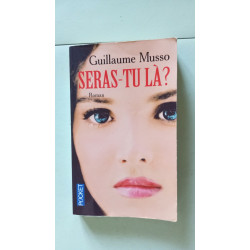 Guillaume Musso
SERAS-TU LÀ?
Roman
POCKET